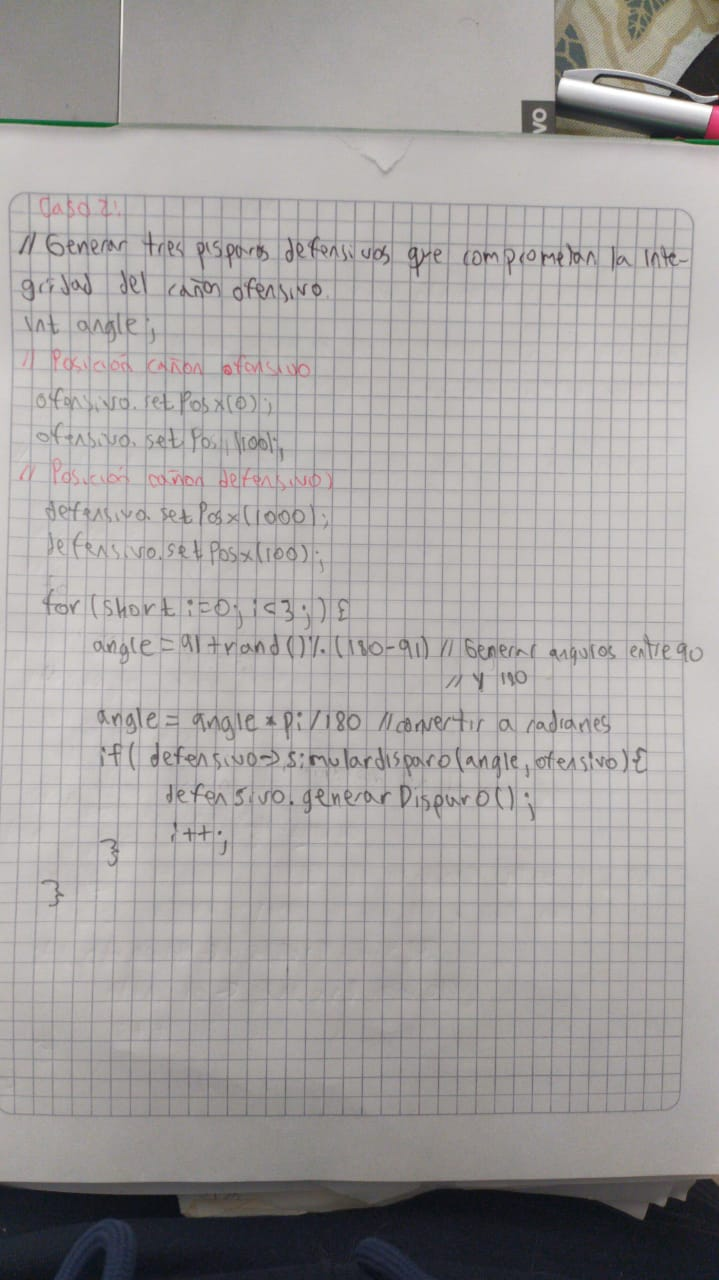 VO
Caso 2:
// Generar tres disparos defensivos que comprometan la inte-
gridad del cañon ofensivo.
int angle;
// Posición cañon ofensivo
ofensivo.setPosx(0);
ofensivo.setPos (100);
// Posición cañon defensivo)
defensivo.setPosx(1000);
defensivo.setPosx(100);
for(short i=0; i<3;){
angle=91+rand()%(180-91) // Generar angulos entre 90
// y 180
angle = angle * pi/180 //convertir a radianes
if( defensivo->simulardisparo(angle, ofensivo){
defensivo.generarDisparo();
i++;
}
}